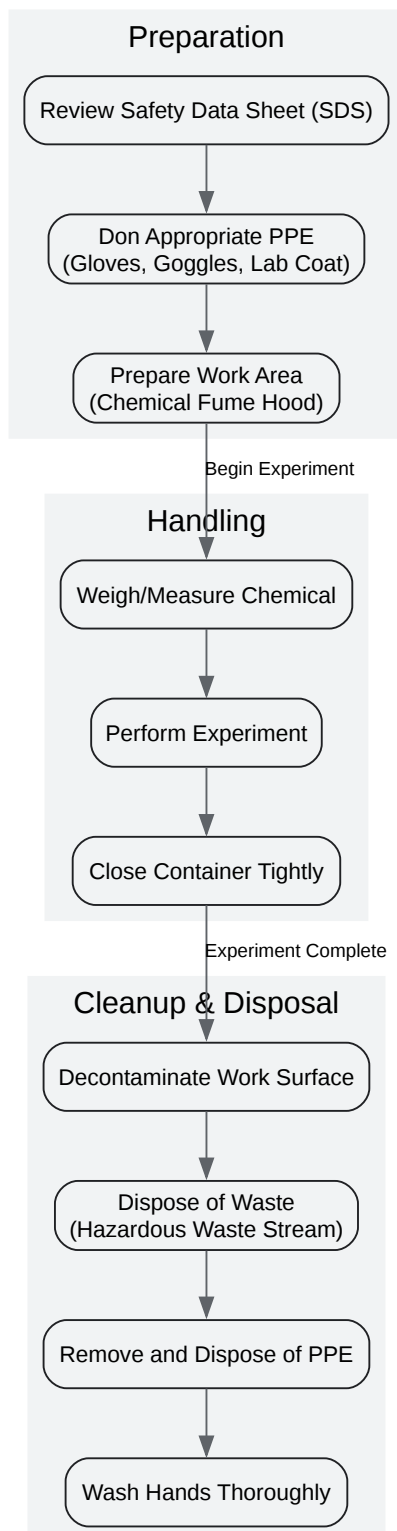 Preparation
Review Safety Data Sheet (SDS)
Don Appropriate PPE
(Gloves, Goggles, Lab Coat)
Prepare Work Area
(Chemical Fume Hood)
Begin Experiment
Handling
Weigh/Measure Chemical
Perform Experiment
Close Container Tightly
Experiment Complete
Cleanup & Disposal
Decontaminate Work Surface
Dispose of Waste
(Hazardous Waste Stream)
Remove and Dispose of PPE
Wash Hands Thoroughly